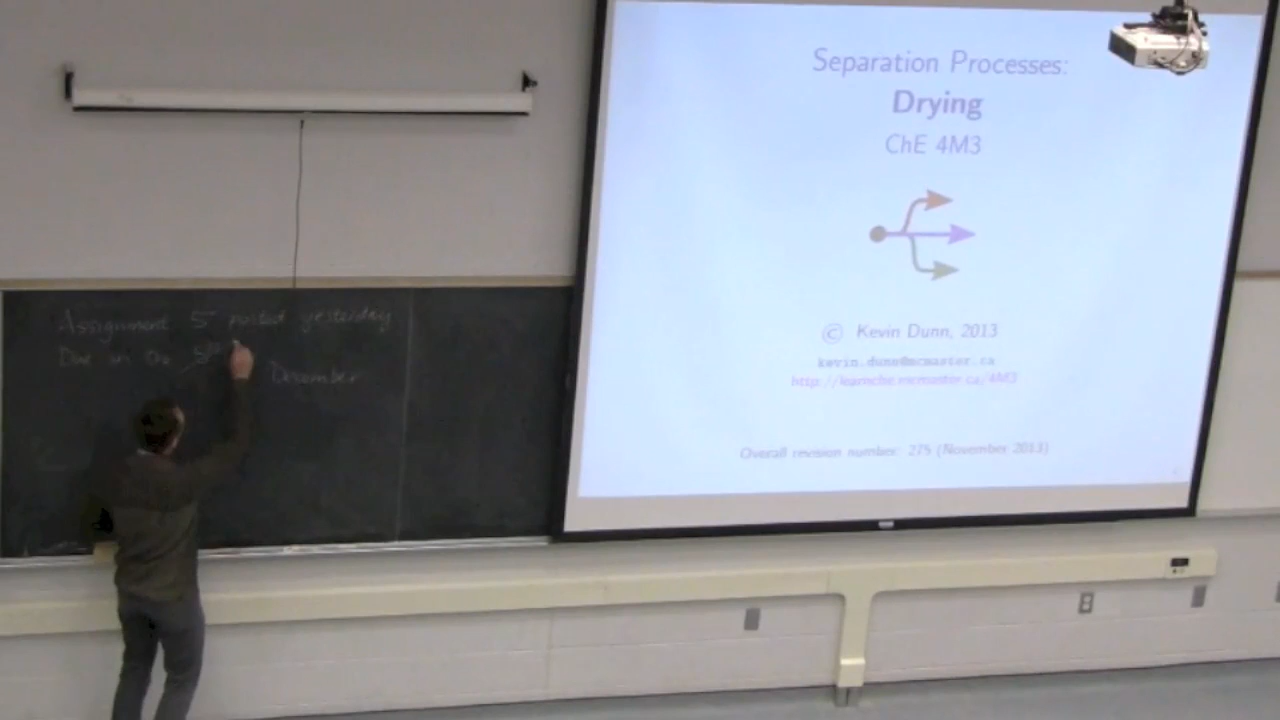 Assignment 5 posted yesterday
Due on the 5th
December
Separation Processes:
Drying
ChE 4M3
© Kevin Dunn, 2013
kevin.dunn@mcmaster.ca
http://learnche.mcmaster.ca/4M3
Overall revision number: 275 (November 2013)